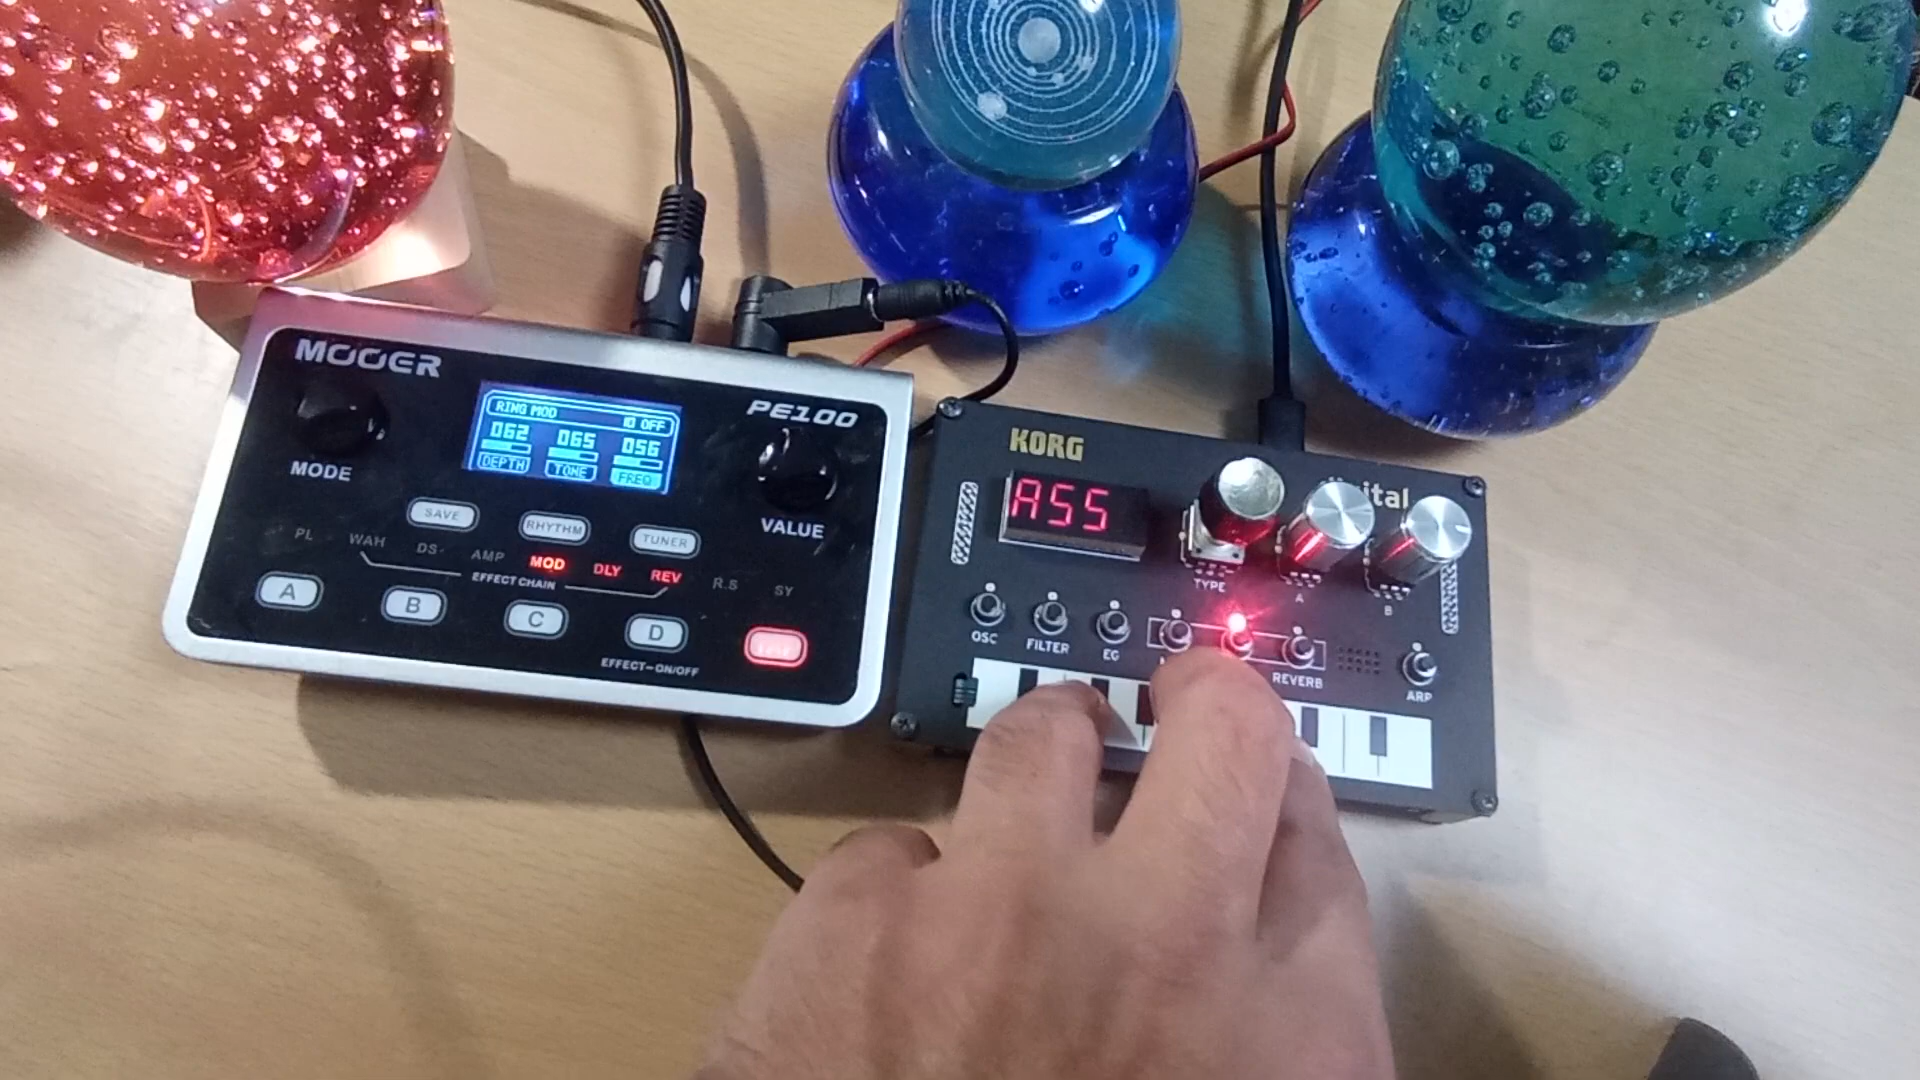 MOOER
PE100
RING MOD
OFF
062 065 056
DEPTH TONE FREQ
MODE
VALUE
SAVE
RHYTHM
TUNER
PL WAH DS AMP MOD DLY REV R.S SY
EFFECT CHAIN
A
B
C
D
EFFECT-ON/OFF
KORG
ital
A55
TYPE
A
B
OSC
FILTER
EG
REVERB
ARP